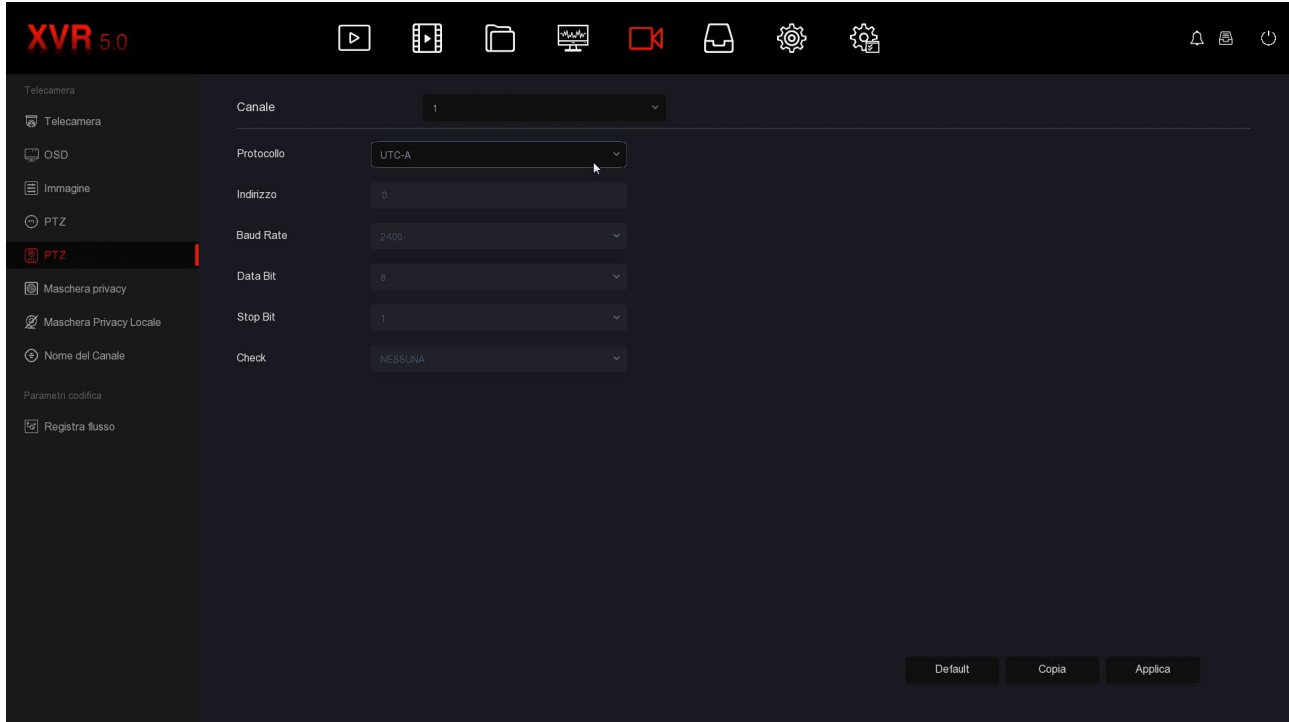 XVR 5.0
Telecamera
Telecamera
OSD
Immagine
PTZ
PTZ
Maschera privacy
Maschera Privacy Locale
Nome del Canale
Parametri codifica
Registra flusso
Canale 1
Protocollo UTC-A
Indirizzo 0
Baud Rate 2400
Data Bit 8
Stop Bit 1
Check NESSUNA
Default Copia Applica